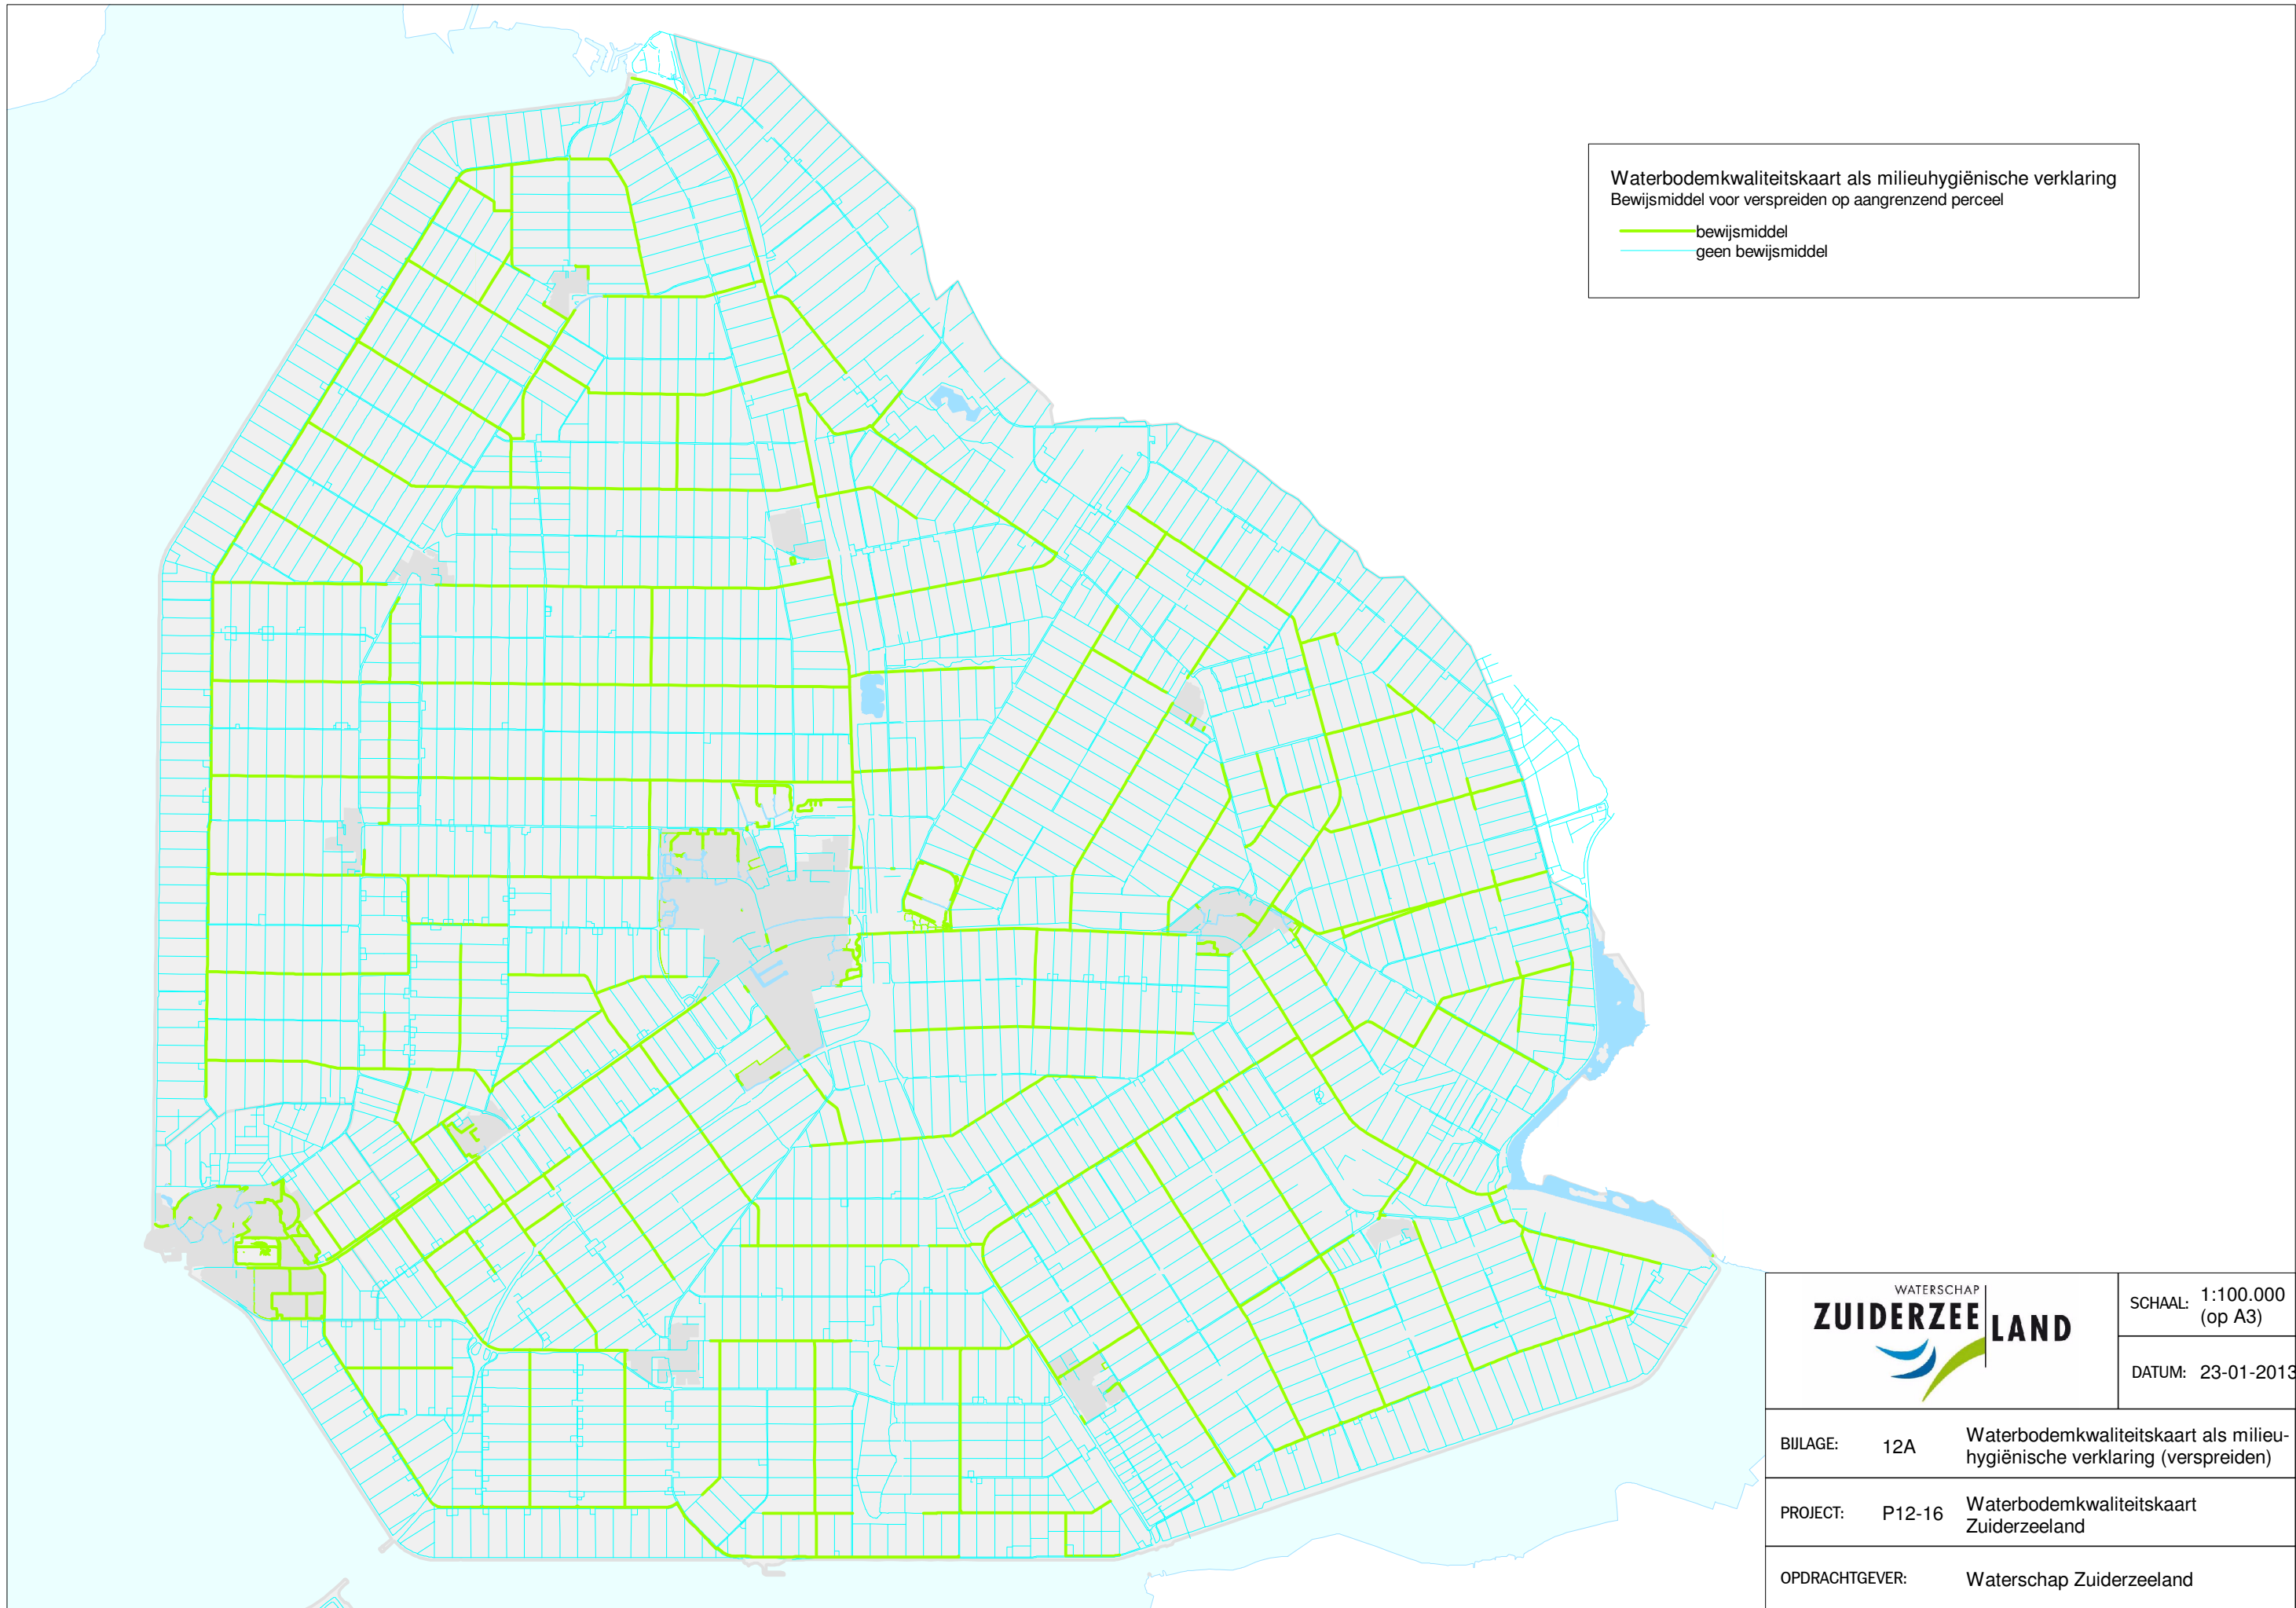 Waterbodemkwaliteitskaart als milieuhygiënische verklaring
Bewijsmiddel voor verspreiden op aangrenzend perceel
bewijsmiddel
geen bewijsmiddel
WATERSCHAP
ZUIDERZEELAND
SCHAAL: 1:100.000
(op A3)
DATUM: 23-01-2013
BIJLAGE: 12A Waterbodemkwaliteitskaart als milieu-
hygiënische verklaring (verspreiden)
PROJECT: P12-16 Waterbodemkwaliteitskaart
Zuiderzeeland
OPDRACHTGEVER: Waterschap Zuiderzeeland